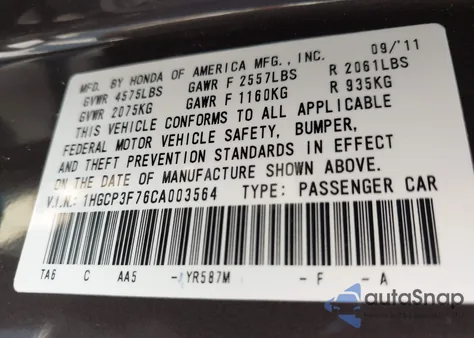 MFD. BY HONDA OF AMERICA MFG., INC. 09/'11
GVWR 4575LBS GAWR F 2557LBS R 2061LBS
GVWR 2075KG GAWR F 1160KG R 935KG
THIS VEHICLE CONFORMS TO ALL APPLICABLE
FEDERAL MOTOR VEHICLE SAFETY, BUMPER,
AND THEFT PREVENTION STANDARDS IN EFFECT
ON THE DATE OF MANUFACTURE SHOWN ABOVE.
V.I.N.: 1HGCP3F76CA003564 TYPE: PASSENGER CAR
TA6 C AA5 - YR587M - F - A
autoSnap